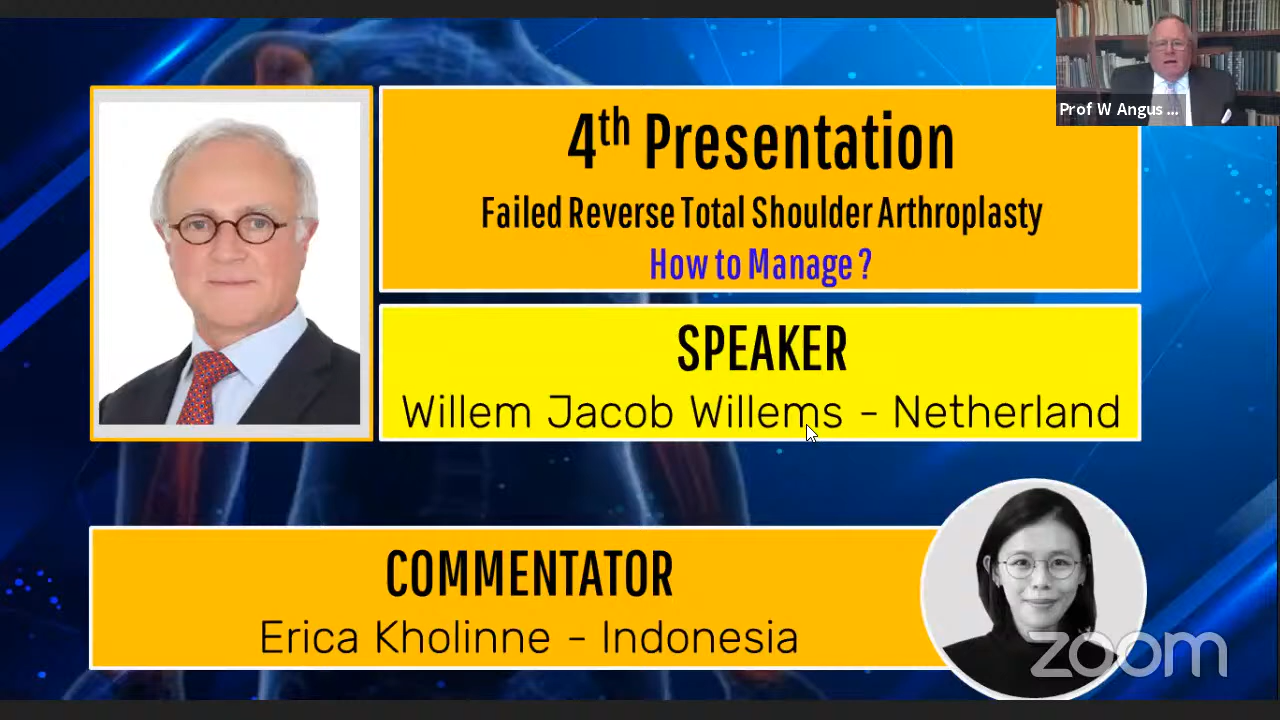 4th Presentation
Failed Reverse Total Shoulder Arthroplasty
How to Manage ?
Prof W Angus ...
SPEAKER
Willem Jacob Willems - Netherland
COMMENTATOR
Erica Kholinne - Indonesia
zoom